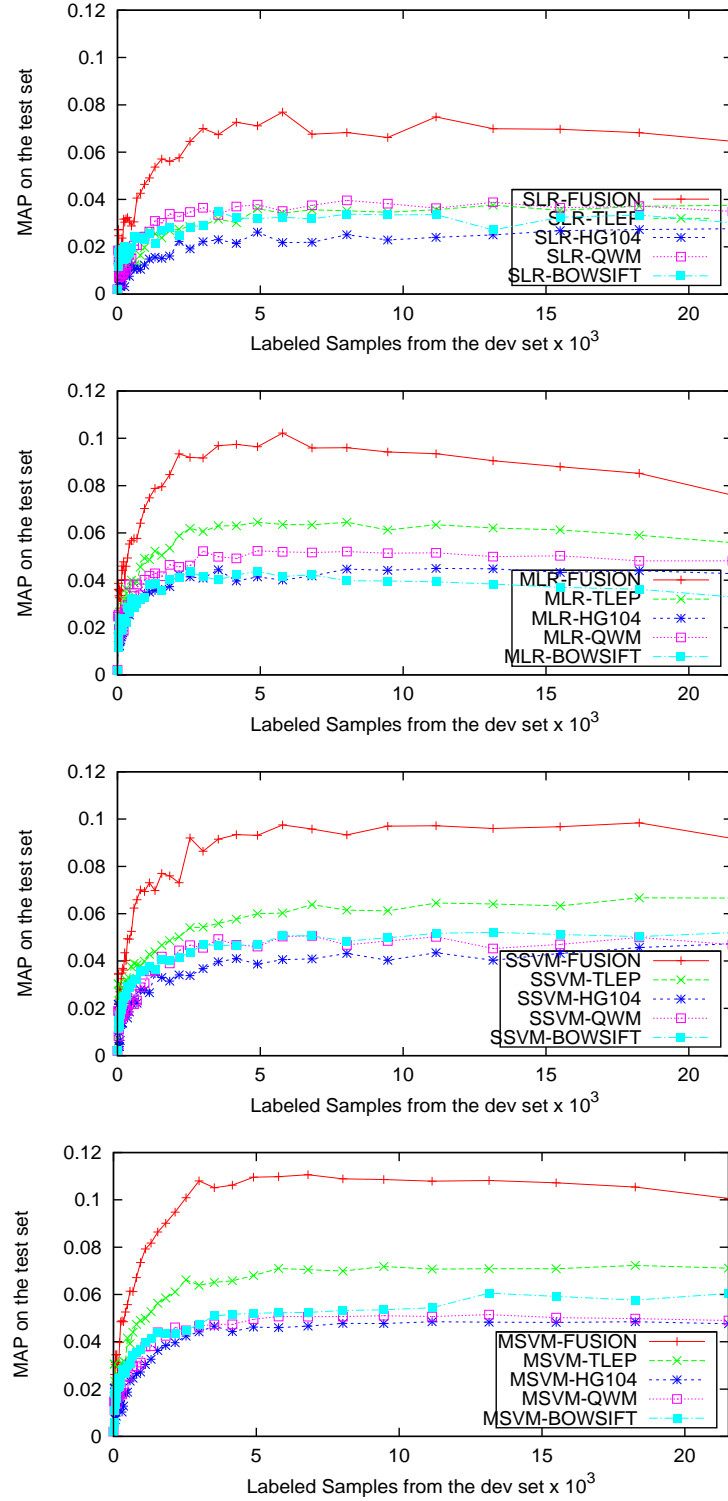 0.12
0.1
0.08
0.06
0.04
0.02
0
MAP on the test set
0 5 10 15 20
Labeled Samples from the dev set x 10^3
SLR-FUSION
SLR-TLEP
SLR-HG104
SLR-QWM
SLR-BOWSIFT
0.12
0.1
0.08
0.06
0.04
0.02
0
MAP on the test set
0 5 10 15 20
Labeled Samples from the dev set x 10^3
MLR-FUSION
MLR-TLEP
MLR-HG104
MLR-QWM
MLR-BOWSIFT
0.12
0.1
0.08
0.06
0.04
0.02
0
MAP on the test set
0 5 10 15 20
Labeled Samples from the dev set x 10^3
SSVM-FUSION
SSVM-TLEP
SSVM-HG104
SSVM-QWM
SSVM-BOWSIFT
0.12
0.1
0.08
0.06
0.04
0.02
0
MAP on the test set
0 5 10 15 20
Labeled Samples from the dev set x 10^3
MSVM-FUSION
MSVM-TLEP
MSVM-HG104
MSVM-QWM
MSVM-BOWSIFT